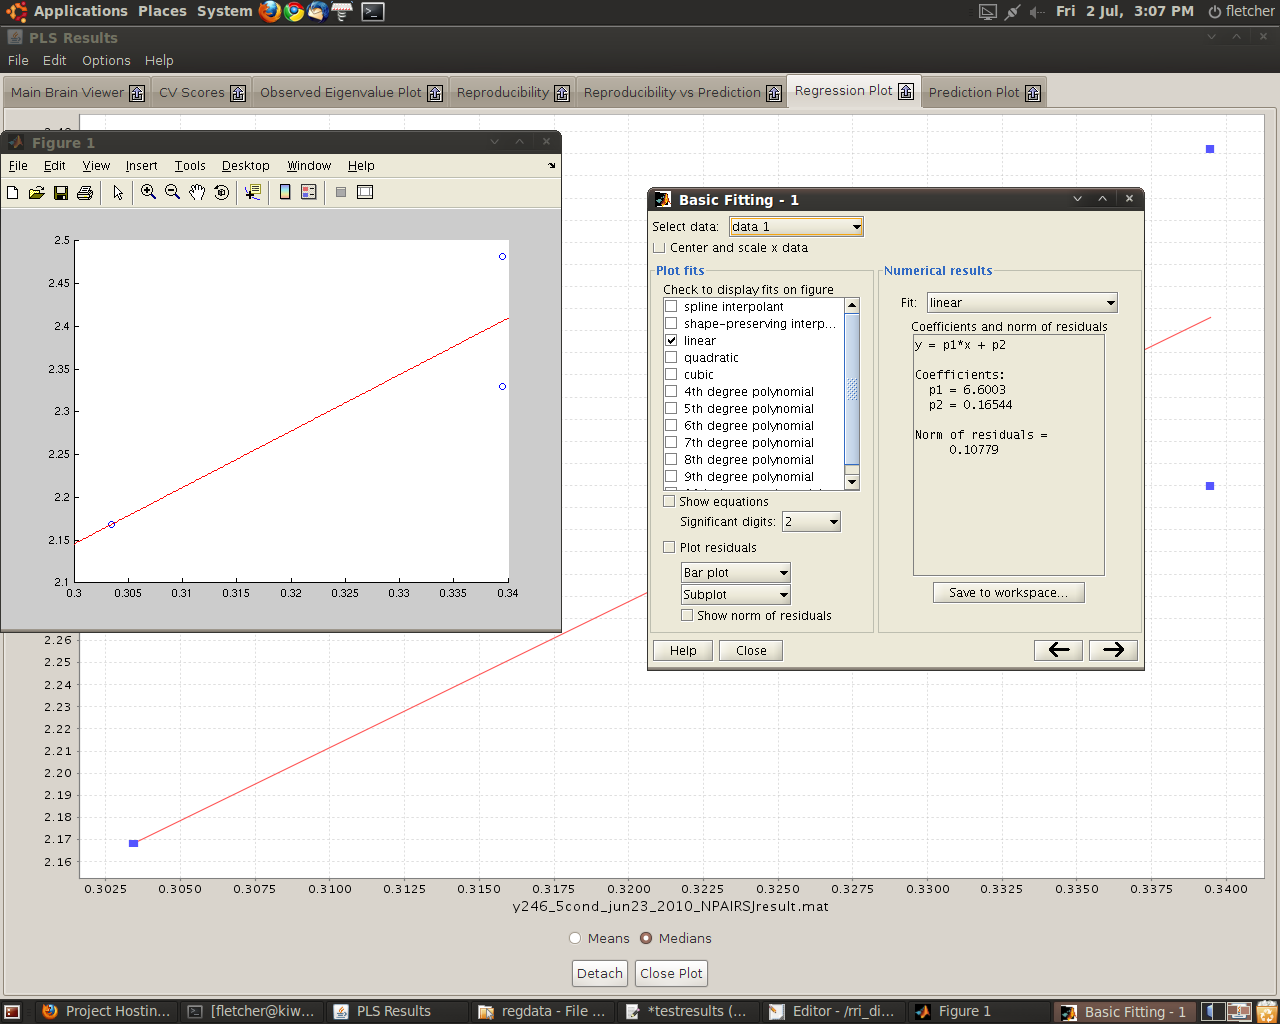 Applications Places System
Fri 2 Jul, 3:07 PM fletcher
PLS Results
File Edit Options Help
Main Brain Viewer CV Scores Observed Eigenvalue Plot Reproducibility Reproducibility vs Prediction Regression Plot Prediction Plot
Figure 1
File Edit View Insert Tools Desktop Window Help
2.5
2.45
2.4
2.35
2.3
2.25
2.2
2.15
2.1
0.3 0.305 0.31 0.315 0.32 0.325 0.33 0.335 0.34
Basic Fitting - 1
Select data: data 1
Center and scale x data
Plot fits
Check to display fits on figure
spline interpolant
shape-preserving interp...
linear
quadratic
cubic
4th degree polynomial
5th degree polynomial
6th degree polynomial
7th degree polynomial
8th degree polynomial
9th degree polynomial
Show equations
Significant digits: 2
Plot residuals
Bar plot
Subplot
Show norm of residuals
Numerical results
Fit: linear
Coefficients and norm of residuals
y = p1*x + p2
Coefficients:
p1 = 6.6003
p2 = 0.16544
Norm of residuals =
0.10779
Save to workspace...
Help Close
2.26
2.25
2.24
2.23
2.22
2.21
2.20
2.19
2.18
2.17
2.16
0.3025 0.3050 0.3075 0.3100 0.3125 0.3150 0.3175 0.3200 0.3225 0.3250 0.3275 0.3300 0.3325 0.3350 0.3375 0.3400
y246_5cond_jun23_2010_NPAIRSJresult.mat
Means Medians
Detach Close Plot
Project Hostin... [fletcher@kiw... PLS Results regdata - File ... *testresults (... Editor - /rri_di... Figure 1 Basic Fitting - 1